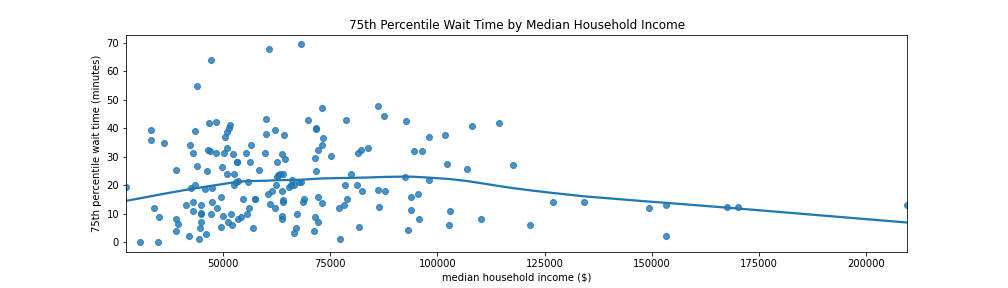 75th Percentile Wait Time by Median Household Income
75th percentile wait time (minutes)
70
60
50
40
30
20
10
0
50000 75000 100000 125000 150000 175000 200000
median household income ($)